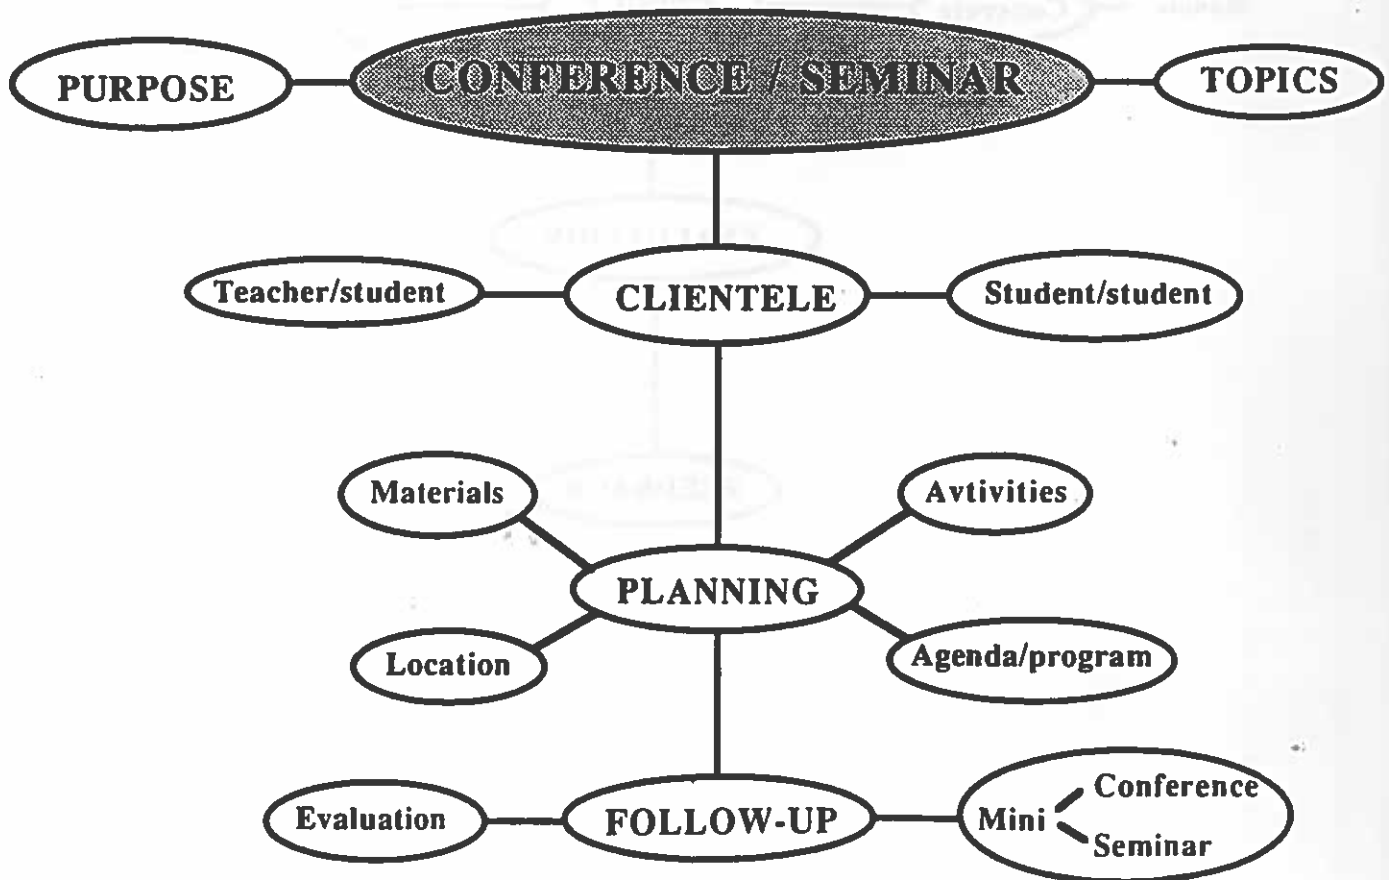 PURPOSE
CONFERENCE / SEMINAR
TOPICS
Teacher/student
CLIENTELE
Student/student
Materials
Avtivities
PLANNING
Location
Agenda/program
Evaluation
FOLLOW-UP
Mini
Conference
Seminar